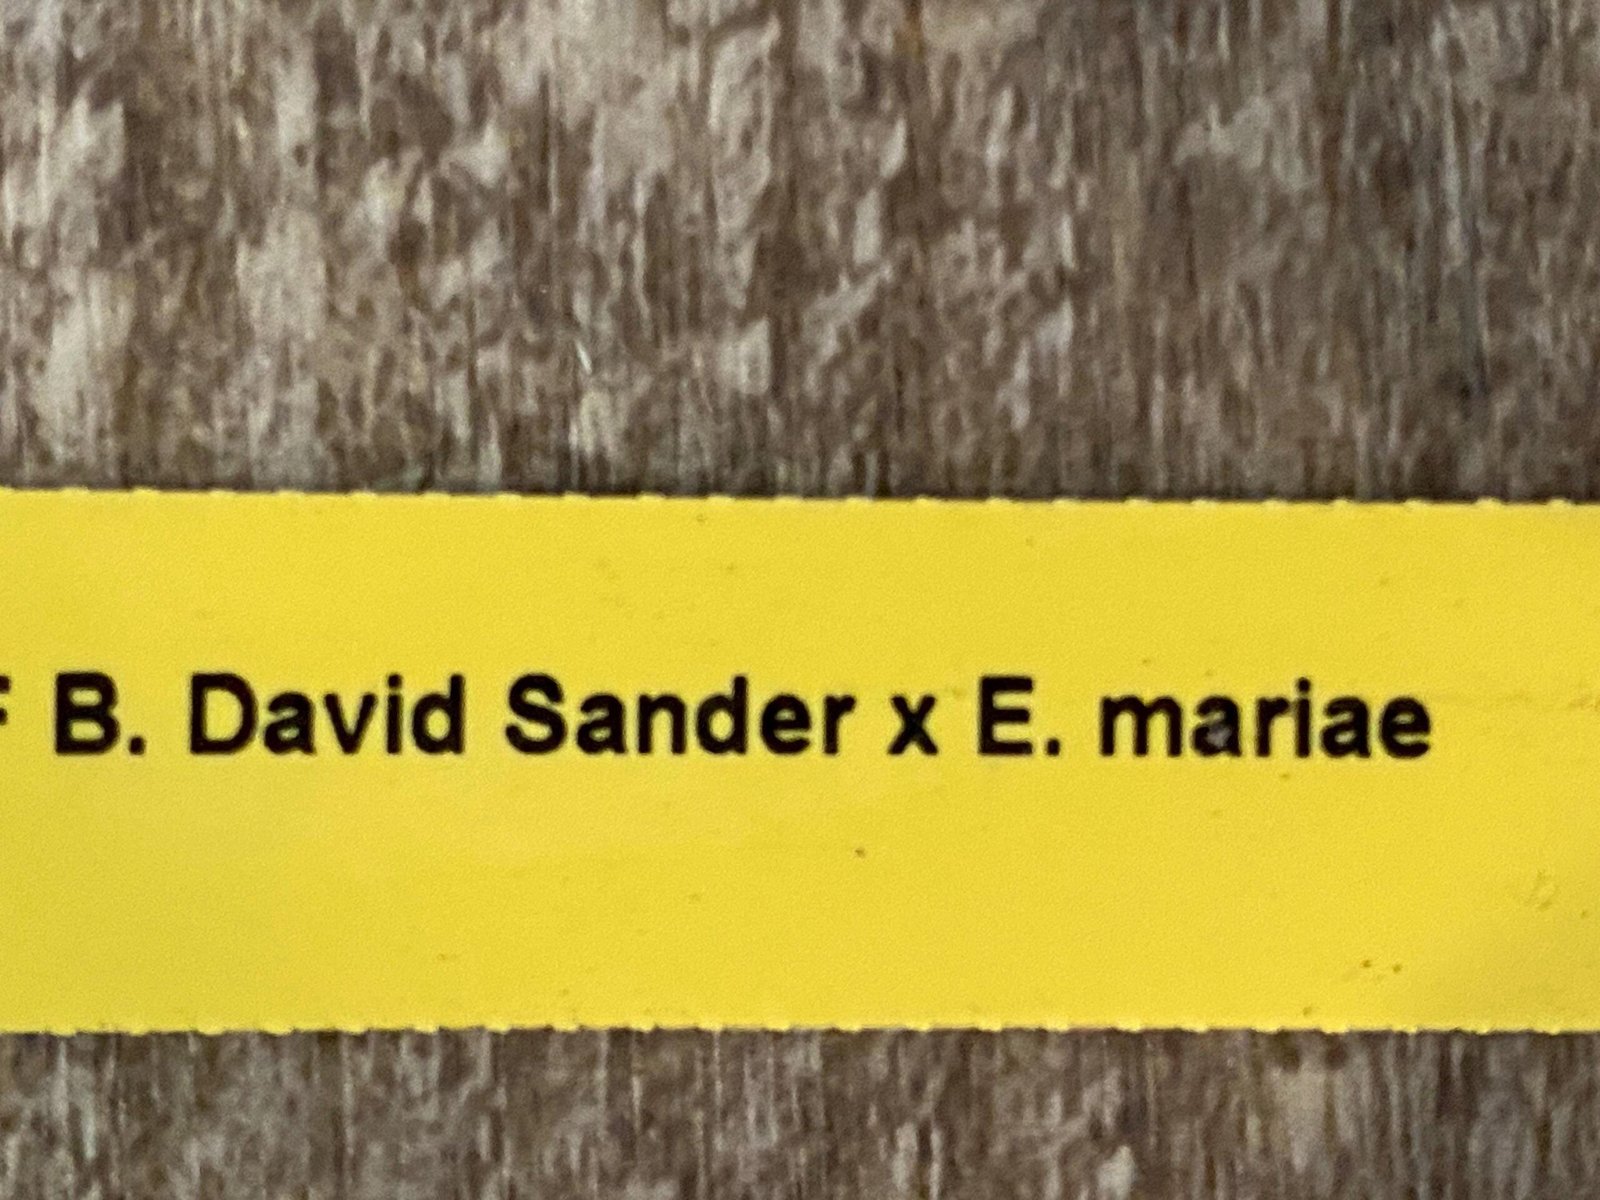 B. David Sander x E. mariae